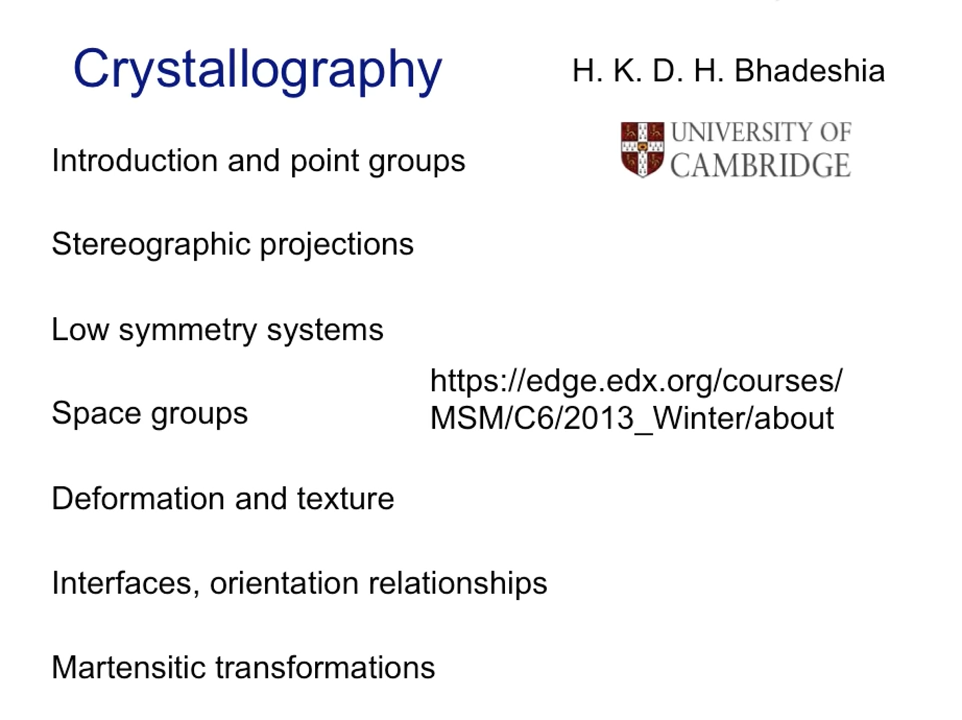 Crystallography
H. K. D. H. Bhadeshia
UNIVERSITY OF
CAMBRIDGE
Introduction and point groups
Stereographic projections
Low symmetry systems
https://edge.edx.org/courses/
MSM/C6/2013_Winter/about
Space groups
Deformation and texture
Interfaces, orientation relationships
Martensitic transformations